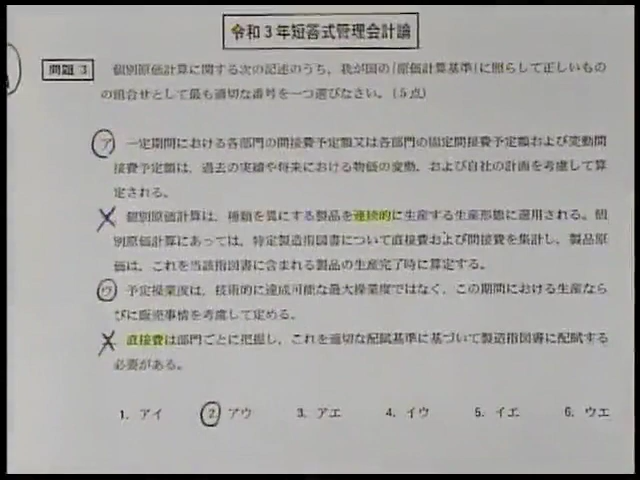 令和3年短答式管理会計論
問題3 個別原価計算に関する次の記述のうち、我が国の「原価計算基準」に照らして正しいもの
の組合せとして最も適切な番号を一つ選びなさい。(5点)
ア 一定期間における各部門の間接費予定額又は各部門の固定間接費予定額および変動間
接費予定額は、過去の実績や将来における物価の変動、および自社の計画を考慮して算
定される。
個別原価計算は、種類を異にする製品を連続的に生産する生産形態に適用される。個
別原価計算にあっては、特定製造指図書について直接費および間接費を集計し、製品原
価は、これを当該指図書に含まれる製品の生産完了時に算定する。
ウ 予定操業度は、技術的に達成可能な最大操業度ではなく、この期間における生産なら
びに販売事情を考慮して定める。
直接費は部門ごとに把握し、これを適切な配賦基準に基づいて製造指図書に配賦する
必要がある。
1. アイ 2. アウ 3. アエ 4. イウ 5. イエ 6. ウエ